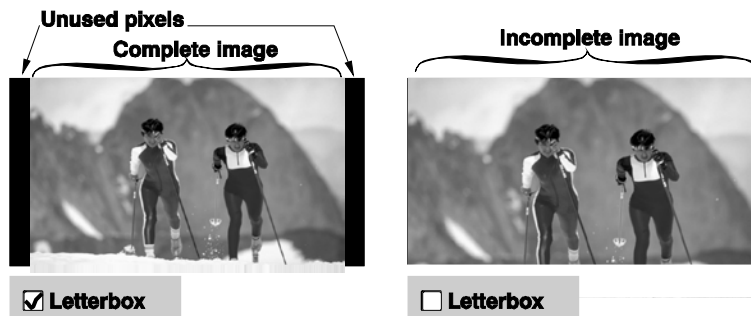 Unused pixels
Complete image
Incomplete image
Letterbox
Letterbox